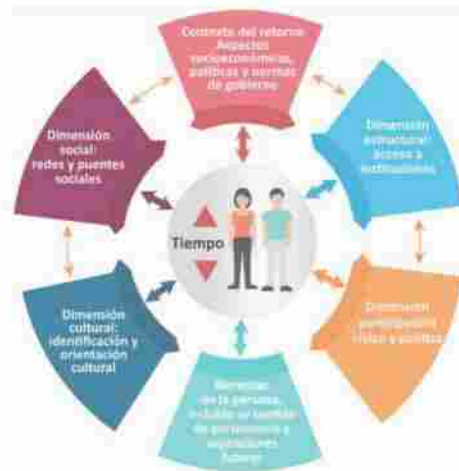 Contexto del retorno
Aspectos
socioeconómicos,
políticas y normas
de gobierno
Dimensión
social:
redes y puentes
sociales
Dimensión
estructural:
acceso a
instituciones
Tiempo
Dimensión
cultural:
identificación y
orientación
cultural
Dimensión
participación
cívica y política
Bienestar
de la persona,
incluido su sentido
de pertenencia y
aspiraciones
futuras